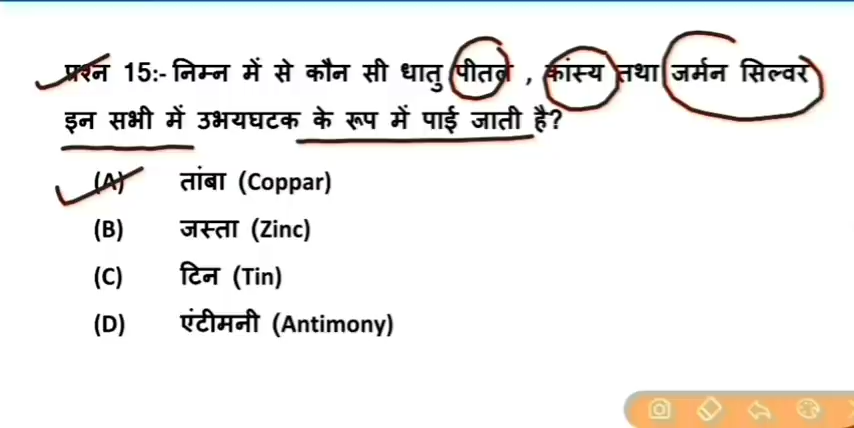 प्रश्न 15:- निम्न में से कौन सी धातु पीतल , कांस्य तथा जर्मन सिल्वर
इन सभी में उभयघटक के रूप में पाई जाती है?
(A) तांबा (Coppar)
(B) जस्ता (Zinc)
(C) टिन (Tin)
(D) एंटीमनी (Antimony)